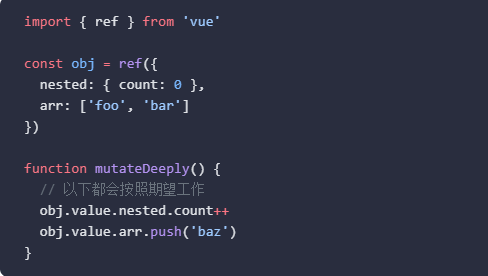 import { ref } from 'vue'
const obj = ref({
nested: { count: 0 },
arr: ['foo', 'bar']
})
function mutateDeeply() {
// 以下都会按照期望工作
obj.value.nested.count++
obj.value.arr.push('baz')
}